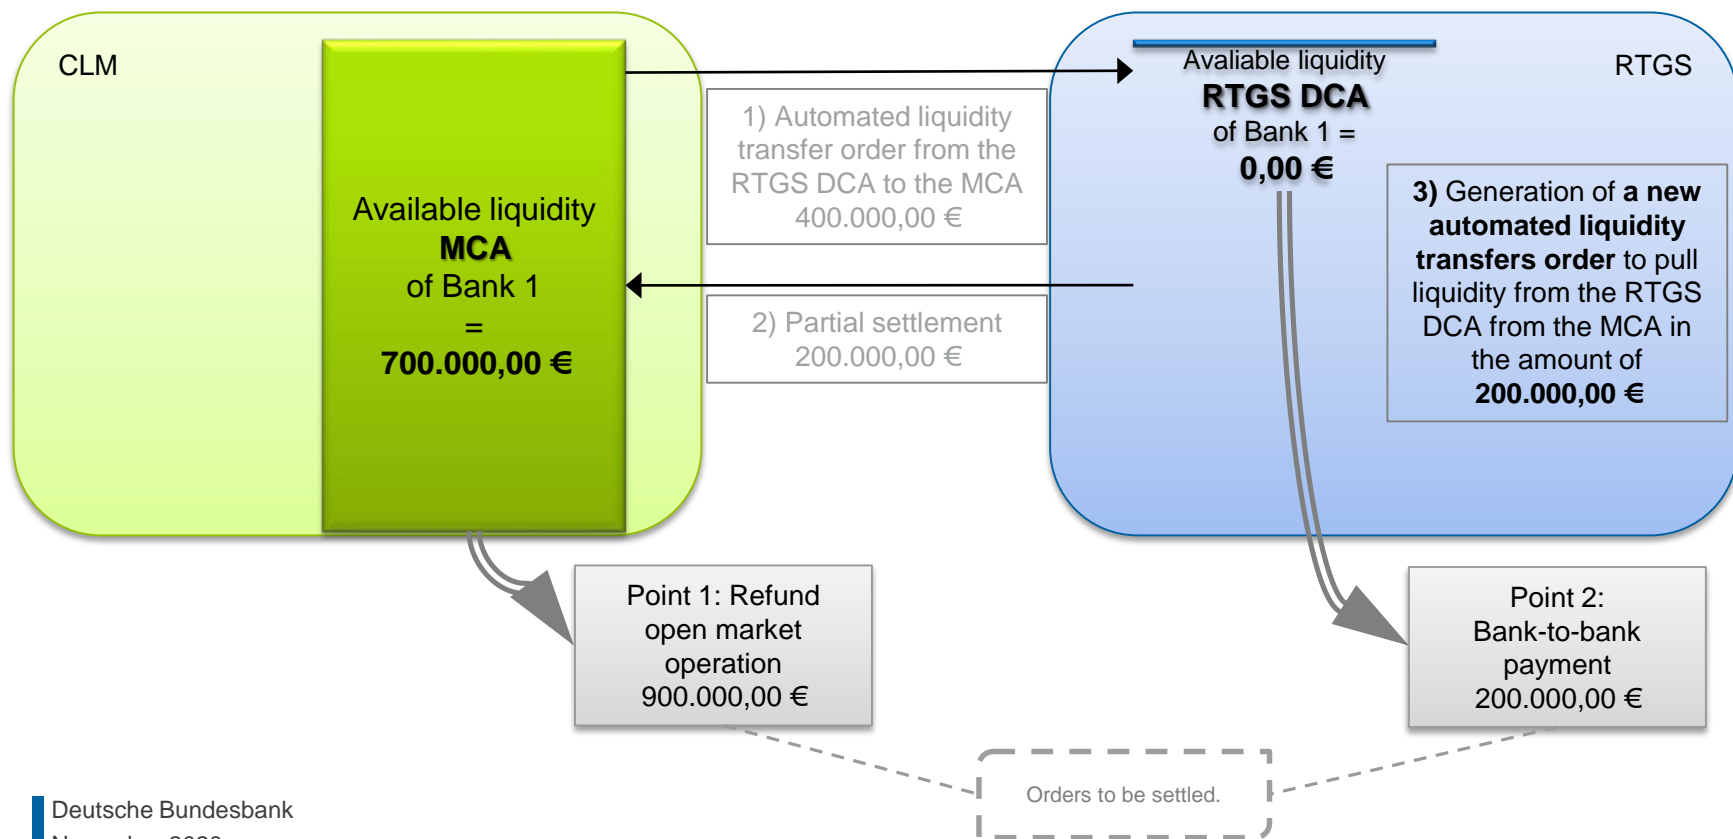 CLM
Available liquidity
MCA
of Bank 1
=
700.000,00 €
1) Automated liquidity
transfer order from the
RTGS DCA to the MCA
400.000,00 €
2) Partial settlement
200.000,00 €
Avaliable liquidity
RTGS DCA
of Bank 1 =
0,00 €
RTGS
3) Generation of a new
automated liquidity
transfers order to pull
liquidity from the RTGS
DCA from the MCA in
the amount of
200.000,00 €
Point 1: Refund
open market
operation
900.000,00 €
Point 2:
Bank-to-bank
payment
200.000,00 €
Orders to be settled.
Deutsche Bundesbank